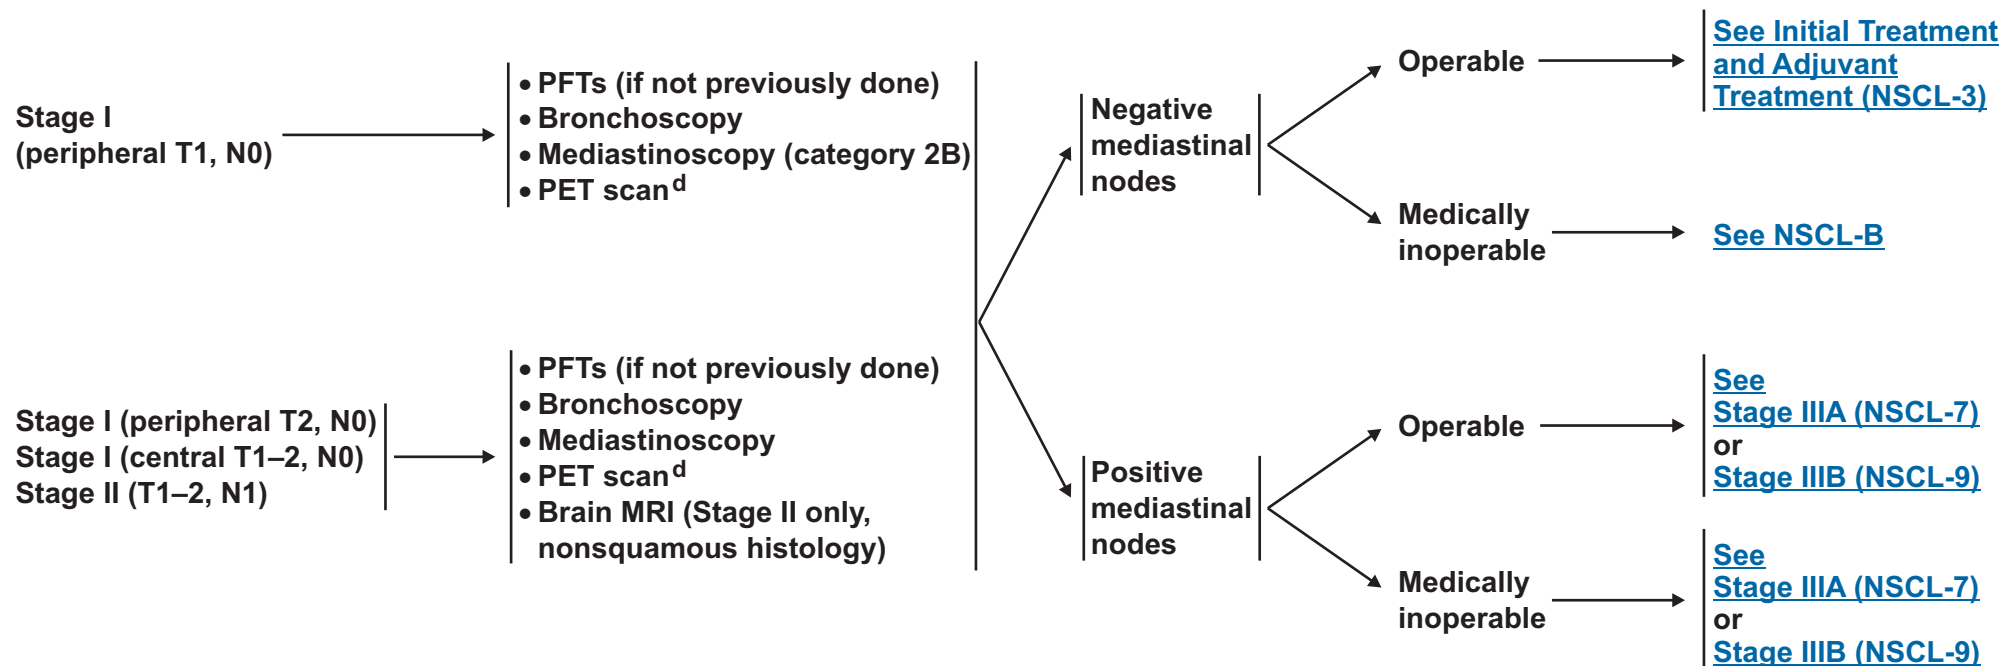 Stage I
(peripheral T1, N0)
• PFTs (if not previously done)
• Bronchoscopy
• Mediastinoscopy (category 2B)
• PET scan d
Stage I (peripheral T2, N0)
Stage I (central T1–2, N0)
Stage II (T1–2, N1)
• PFTs (if not previously done)
• Bronchoscopy
• Mediastinoscopy
• PET scan d
• Brain MRI (Stage II only,
nonsquamous histology)
Negative
mediastinal
nodes
Operable
See Initial Treatment
and Adjuvant
Treatment (NSCL-3)
Medically
inoperable
See NSCL-B
Positive
mediastinal
nodes
Operable
See
Stage IIIA (NSCL-7)
or
Stage IIIB (NSCL-9)
Medically
inoperable
See
Stage IIIA (NSCL-7)
or
Stage IIIB (NSCL-9)